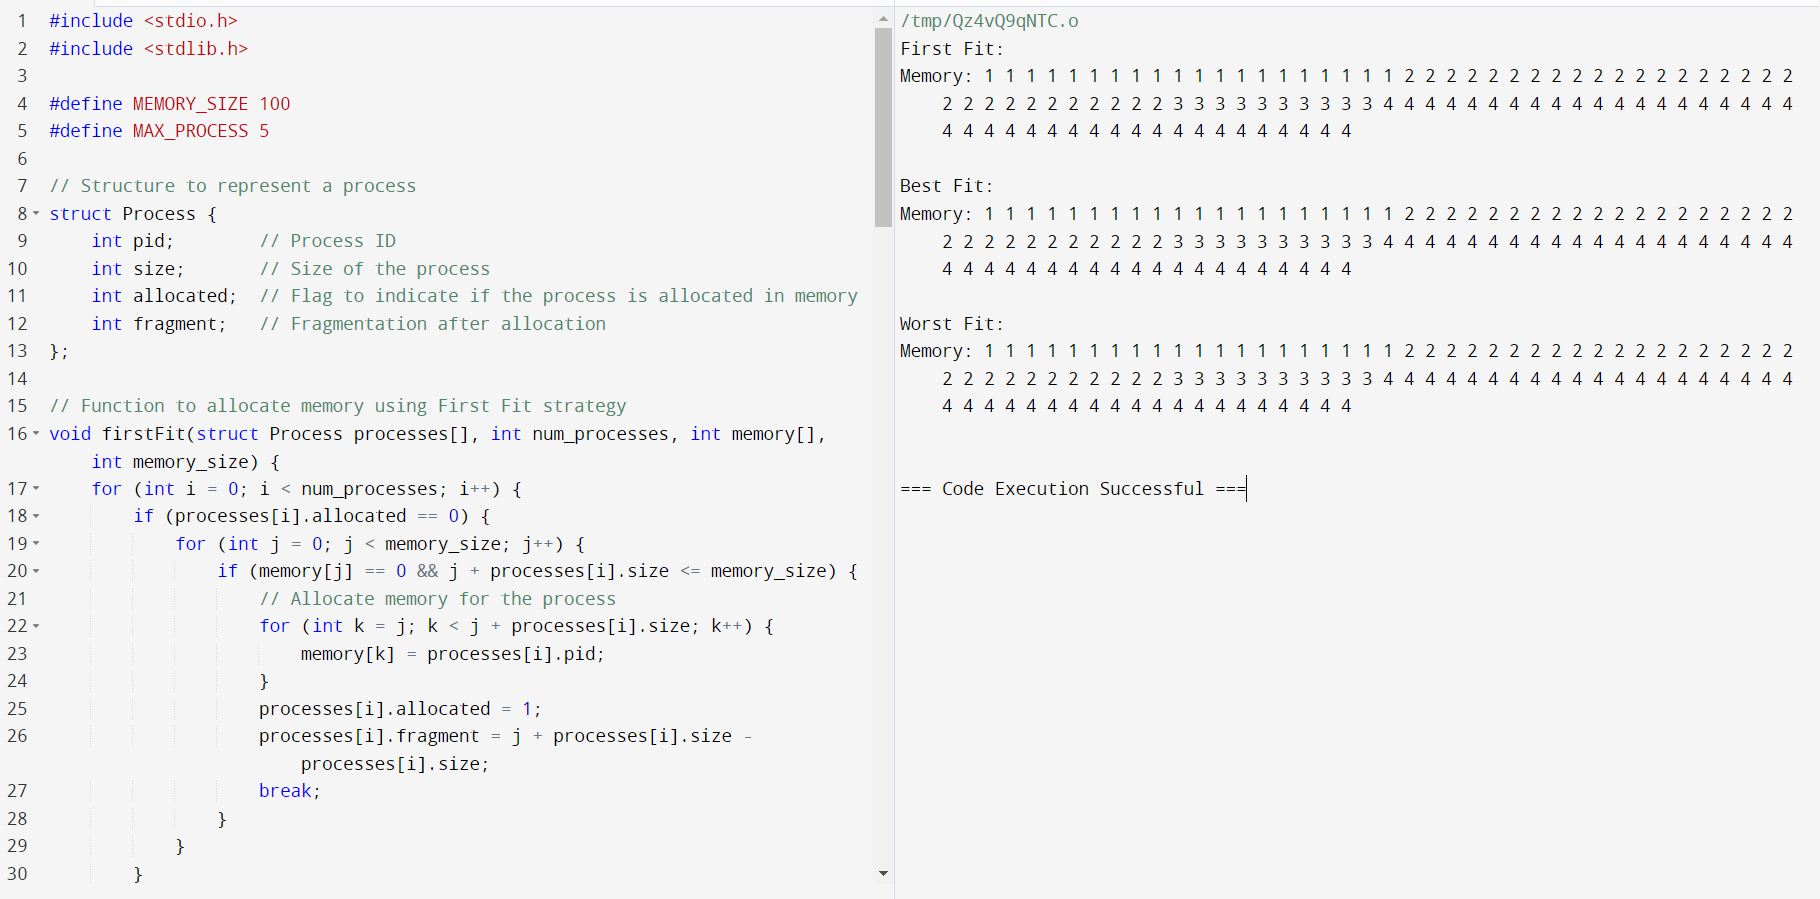 1 #include <stdio.h>
2 #include <stdlib.h>
3
4 #define MEMORY_SIZE 100
5 #define MAX_PROCESS 5
6
7 // Structure to represent a process
8 struct Process {
9     int pid;        // Process ID
10     int size;       // Size of the process
11     int allocated;  // Flag to indicate if the process is allocated in memory
12     int fragment;   // Fragmentation after allocation
13 };
14
15 // Function to allocate memory using First Fit strategy
16 void firstFit(struct Process processes[], int num_processes, int memory[],
    int memory_size) {
17     for (int i = 0; i < num_processes; i++) {
18         if (processes[i].allocated == 0) {
19             for (int j = 0; j < memory_size; j++) {
20                 if (memory[j] == 0 && j + processes[i].size <= memory_size) {
21                     // Allocate memory for the process
22                     for (int k = j; k < j + processes[i].size; k++) {
23                         memory[k] = processes[i].pid;
24                     }
25                     processes[i].allocated = 1;
26                     processes[i].fragment = j + processes[i].size -
                        processes[i].size;
27                     break;
28                 }
29             }
30         }
/tmp/Qz4vQ9qNTC.o
First Fit:
Memory: 1 1 1 1 1 1 1 1 1 1 1 1 1 1 1 1 1 1 1 1 2 2 2 2 2 2 2 2 2 2 2 2 2 2 2 2 2 2 2
    2 2 2 2 2 2 2 2 2 2 2 3 3 3 3 3 3 3 3 3 3 4 4 4 4 4 4 4 4 4 4 4 4 4 4 4 4 4 4 4 4
    4 4 4 4 4 4 4 4 4 4 4 4 4 4 4 4 4 4 4 4
Best Fit:
Memory: 1 1 1 1 1 1 1 1 1 1 1 1 1 1 1 1 1 1 1 1 2 2 2 2 2 2 2 2 2 2 2 2 2 2 2 2 2 2 2
    2 2 2 2 2 2 2 2 2 2 2 3 3 3 3 3 3 3 3 3 3 4 4 4 4 4 4 4 4 4 4 4 4 4 4 4 4 4 4 4 4
    4 4 4 4 4 4 4 4 4 4 4 4 4 4 4 4 4 4 4 4
Worst Fit:
Memory: 1 1 1 1 1 1 1 1 1 1 1 1 1 1 1 1 1 1 1 1 2 2 2 2 2 2 2 2 2 2 2 2 2 2 2 2 2 2 2
    2 2 2 2 2 2 2 2 2 2 2 3 3 3 3 3 3 3 3 3 3 4 4 4 4 4 4 4 4 4 4 4 4 4 4 4 4 4 4 4 4
    4 4 4 4 4 4 4 4 4 4 4 4 4 4 4 4 4 4 4 4
=== Code Execution Successful ===